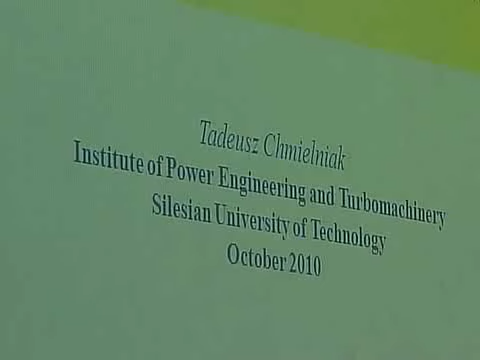 Tadeusz Chmielniak
Institute of Power Engineering and Turbomachinery
Silesian University of Technology
October 2010